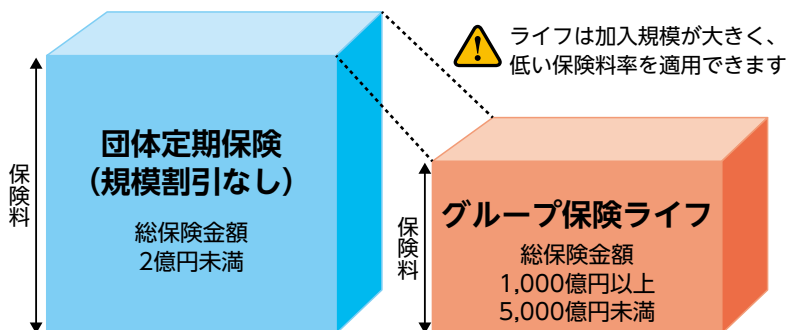 ライフは加入規模が大きく、
低い保険料率を適用できます
保険料
団体定期保険
（規模割引なし）
総保険金額
2億円未満
保険料
グループ保険ライフ
総保険金額
1,000億円以上
5,000億円未満